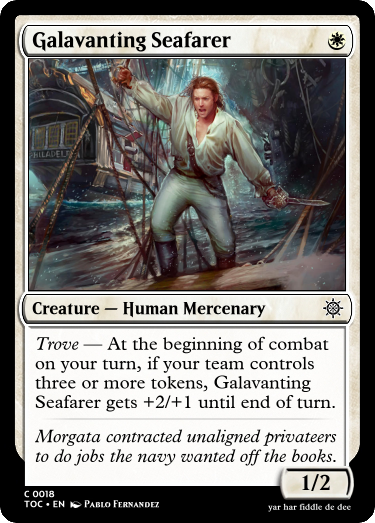 Galavanting Seafarer
PHILADELP
Creature — Human Mercenary
Trove — At the beginning of combat
on your turn, if your team controls
three or more tokens, Galavanting
Seafarer gets +2/+1 until end of turn.
Morgata contracted unaligned privateers
to do jobs the navy wanted off the books.
1/2
C 0018
TOC • EN Pablo Fernandez
yar har fiddle de dee